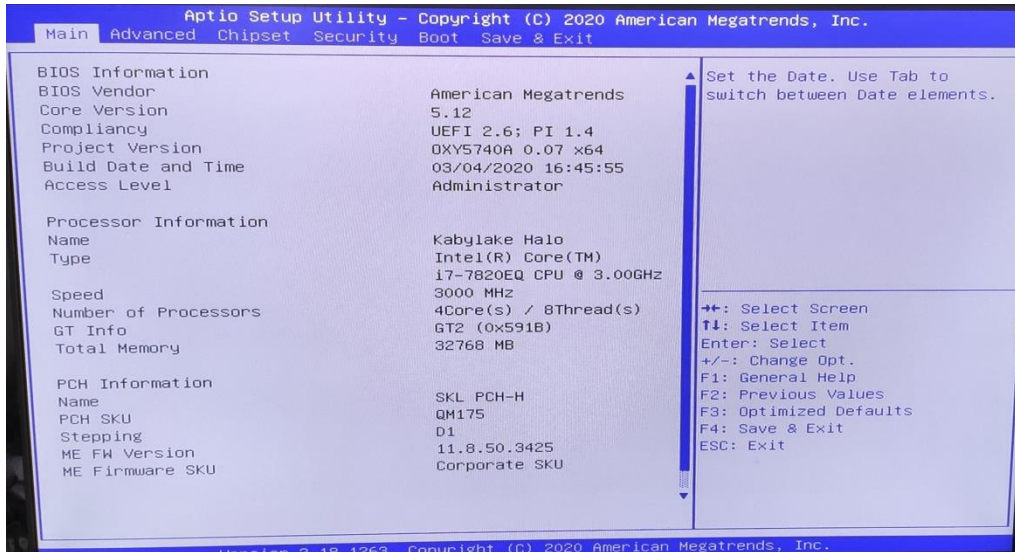 Aptio Setup Utility – Copyright (C) 2020 American Megatrends, Inc.
Main Advanced Chipset Security Boot Save & Exit
BIOS Information
BIOS Vendor American Megatrends
Core Version 5.12
Compliancy UEFI 2.6; PI 1.4
Project Version OXY5740A 0.07 x64
Build Date and Time 03/04/2020 16:45:55
Access Level Administrator
Processor Information
Name Kabylake Halo
Type Intel(R) Core(TM)
i7-7820EQ CPU @ 3.00GHz
Speed 3000 MHz
Number of Processors 4Core(s) / 8Thread(s)
GT Info GT2 (0x591B)
Total Memory 32768 MB
PCH Information
Name SKL PCH-H
PCH SKU QM175
Stepping D1
ME FW Version 11.8.50.3425
ME Firmware SKU Corporate SKU
Set the Date. Use Tab to
switch between Date elements.
→←: Select Screen
↑↓: Select Item
Enter: Select
+/-: Change Opt.
F1: General Help
F2: Previous Values
F3: Optimized Defaults
F4: Save & Exit
ESC: Exit
Version 2.18.1263. Copyright (C) 2020 American Megatrends, Inc.